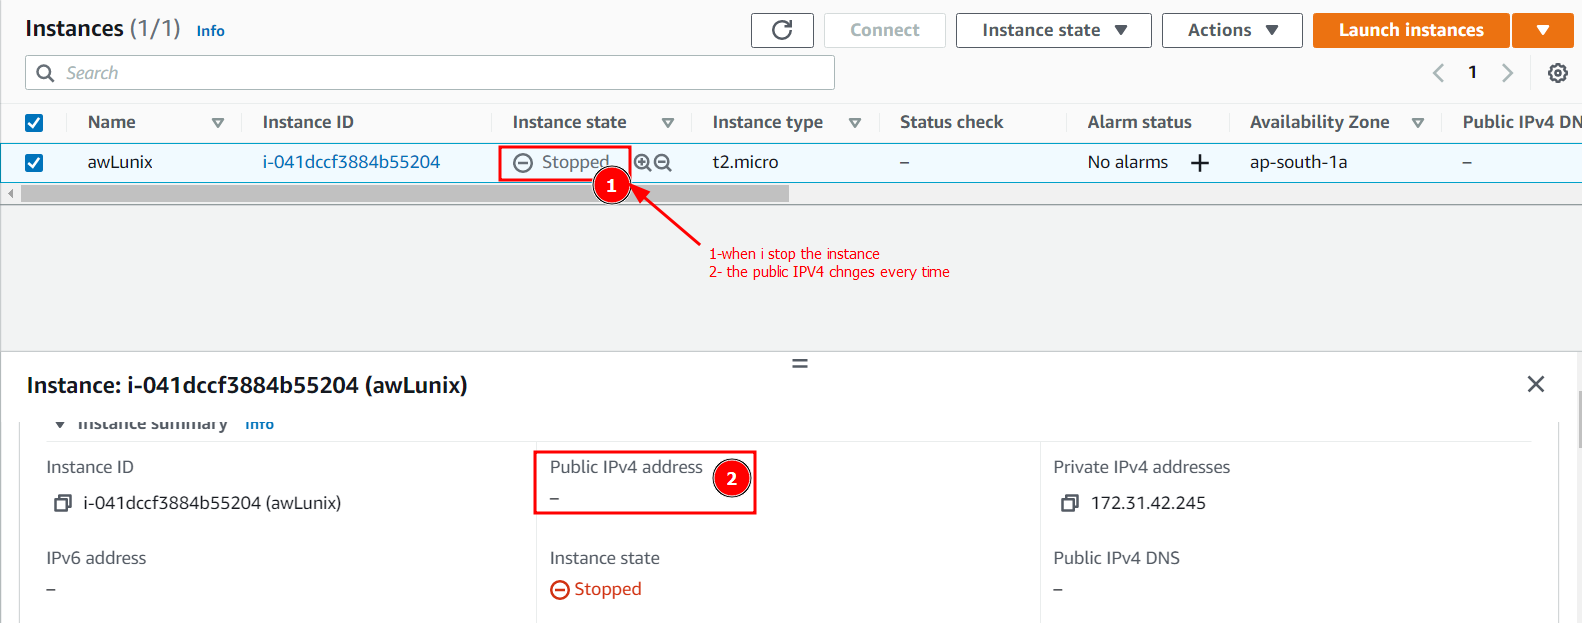 Instances (1/1) Info
Connect Instance state Actions Launch instances
Search
1
Name Instance ID Instance state Instance type Status check Alarm status Availability Zone Public IPv4 DN
awLunix i-041dccf3884b55204 Stopped t2.micro – No alarms + ap-south-1a –
1
1-when i stop the instance
2- the public IPV4 chnges every time
Instance: i-041dccf3884b55204 (awLunix)
Instance summary Info
Instance ID Public IPv4 address Private IPv4 addresses
2
i-041dccf3884b55204 (awLunix) – 172.31.42.245
IPv6 address Instance state Public IPv4 DNS
– Stopped –